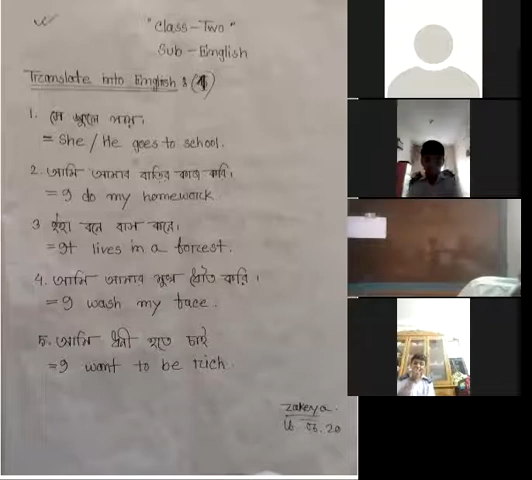 "Class-Two"
Sub-English
Translate into English :
1. সে স্কুলে
= She / He goes to school.
2. আমি আমার বাড়ির কাজ করি।
= I do my homework.
3 ইহা বনে বাস করে।
= It lives in a forest.
4. আমি আমার মুখ ধৌত করি।
= I wash my face.
৫. আমি ধনী হতে চাই
= I want to be rich.
Zakeya.
20